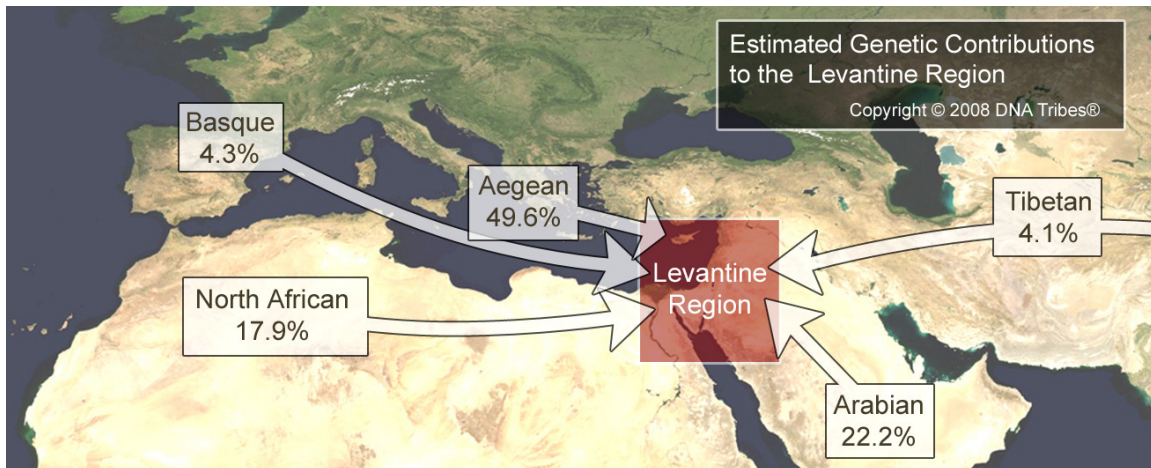 Estimated Genetic Contributions
to the Levantine Region
Copyright © 2008 DNA Tribes®
Basque
4.3%
Aegean
49.6%
Tibetan
4.1%
Levantine
Region
North African
17.9%
Arabian
22.2%